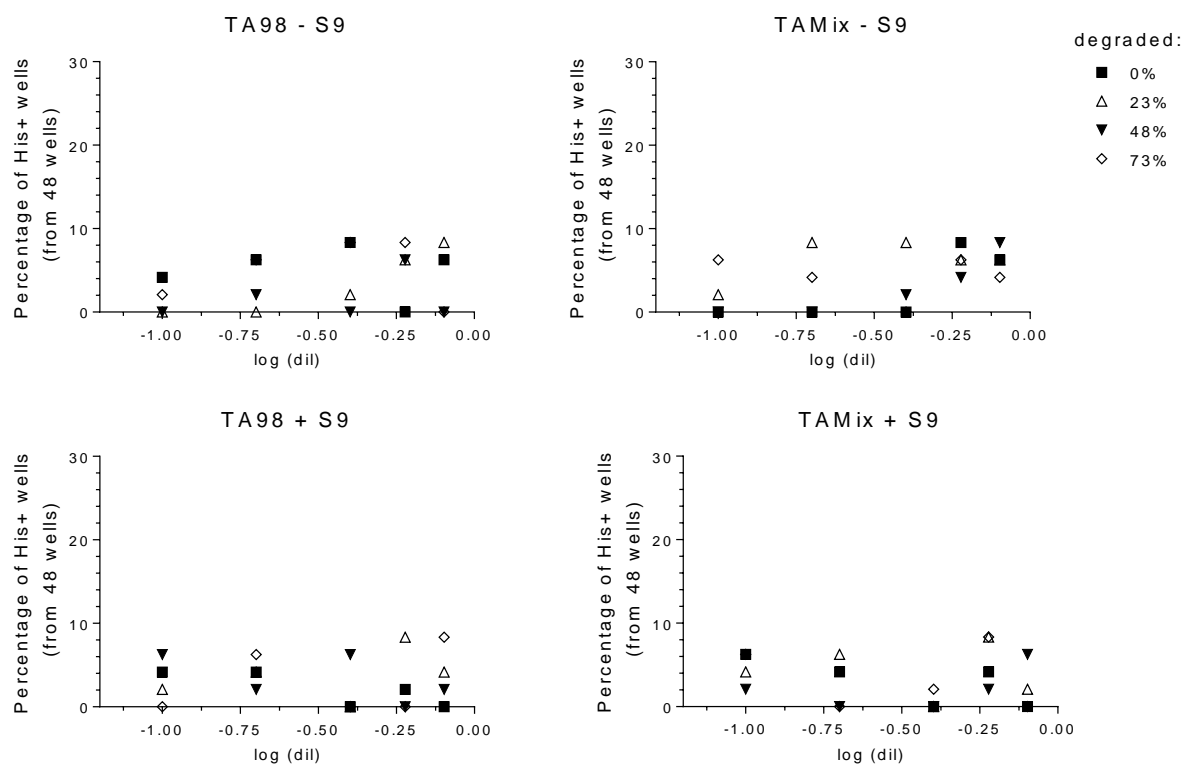 TA98 - S9
Percentage of His+ wells
(from 48 wells)
30
20
10
0
-1.00 -0.75 -0.50 -0.25 0.00
log (dil)
TAMix - S9
Percentage of His+ wells
(from 48 wells)
30
20
10
0
-1.00 -0.75 -0.50 -0.25 0.00
log (dil)
degraded:
0%
23%
48%
73%
TA98 + S9
Percentage of His+ wells
(from 48 wells)
30
20
10
0
-1.00 -0.75 -0.50 -0.25 0.00
log (dil)
TAMix + S9
Percentage of His+ wells
(from 48 wells)
30
20
10
0
-1.00 -0.75 -0.50 -0.25 0.00
log (dil)